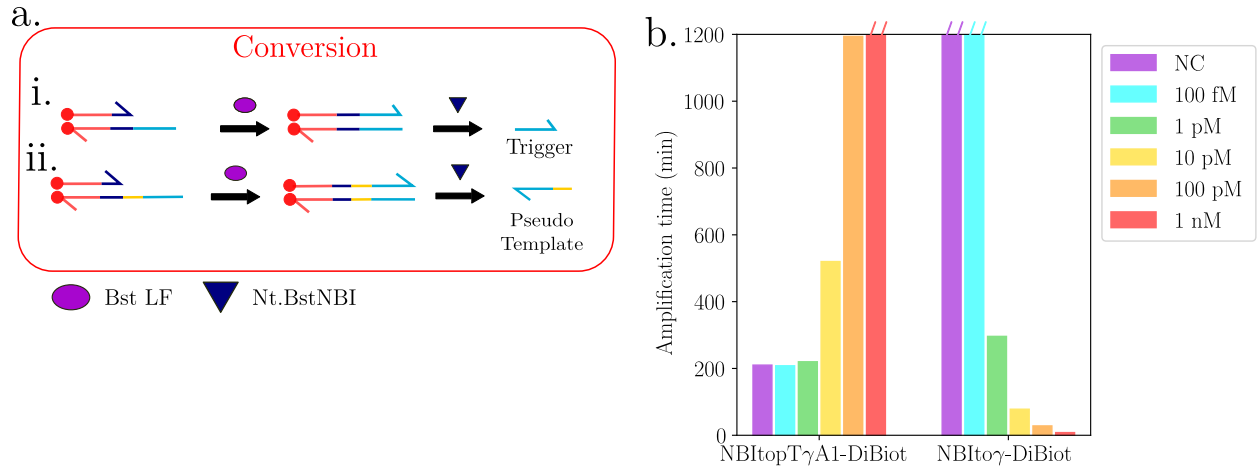 a.
Conversion
i.
Trigger
ii.
Pseudo
Template
Bst LF
Nt.BstNBI
b.
Amplification time (min)
1200
1000
800
600
400
200
0
NBItopTγA1-DiBiot
NBItoγ-DiBiot
NC
100 fM
1 pM
10 pM
100 pM
1 nM